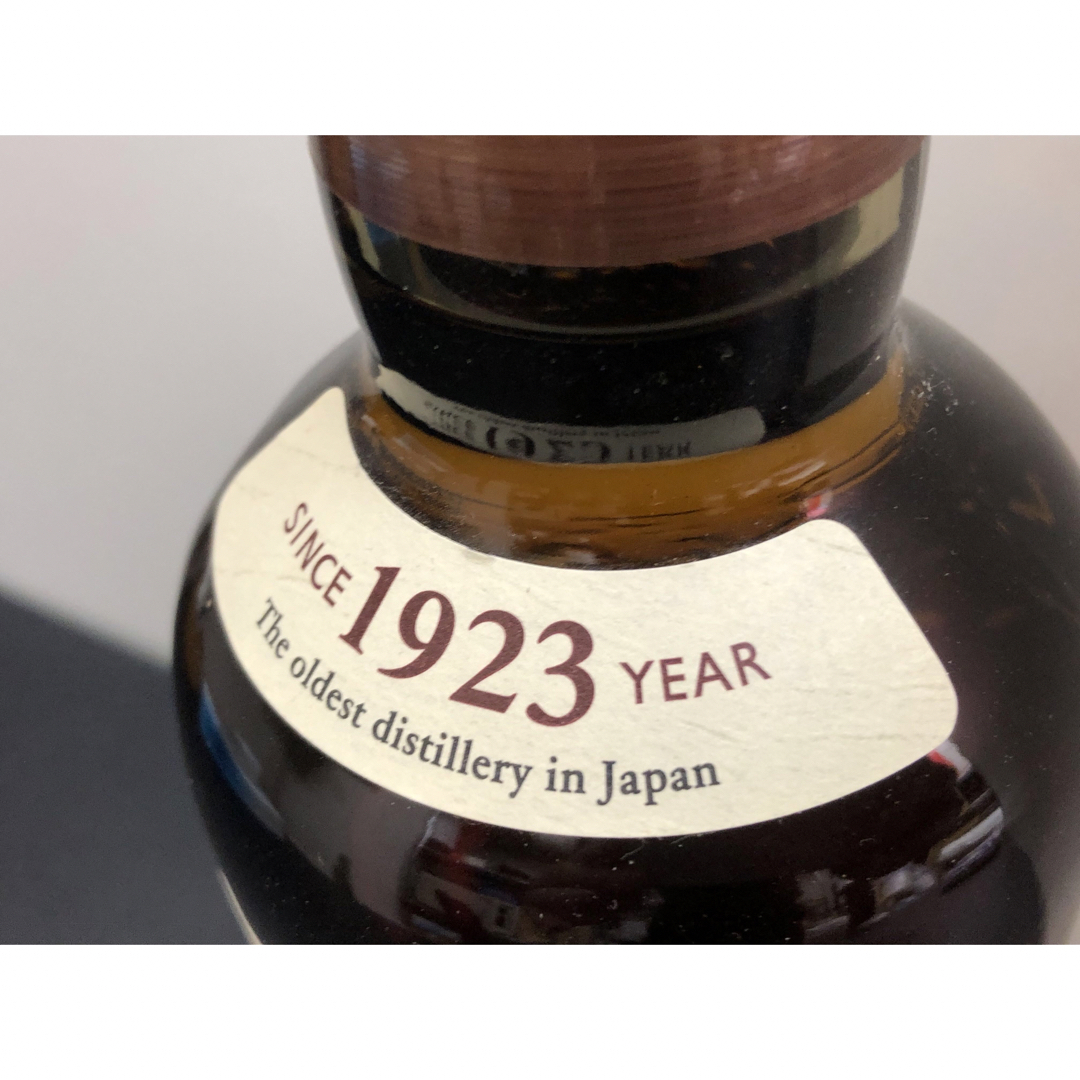 SINCE 1923 YEAR
The oldest distillery in Japan